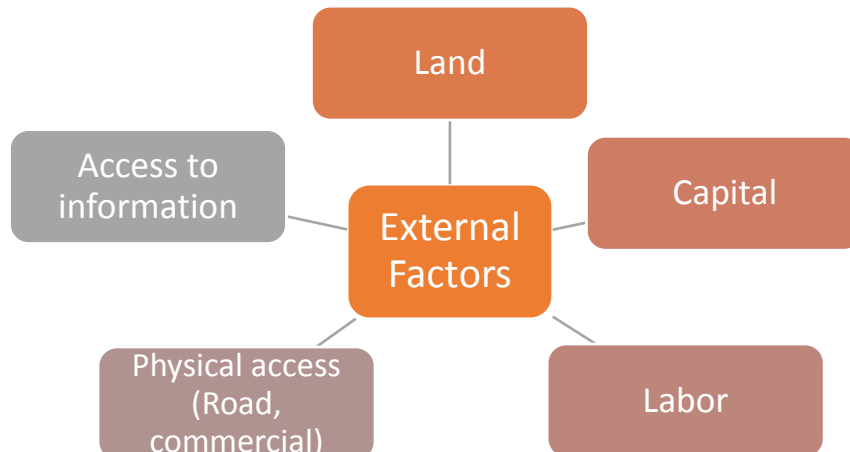 Land
Access to
information
Capital
External
Factors
Physical access
(Road,
commercial)
Labor